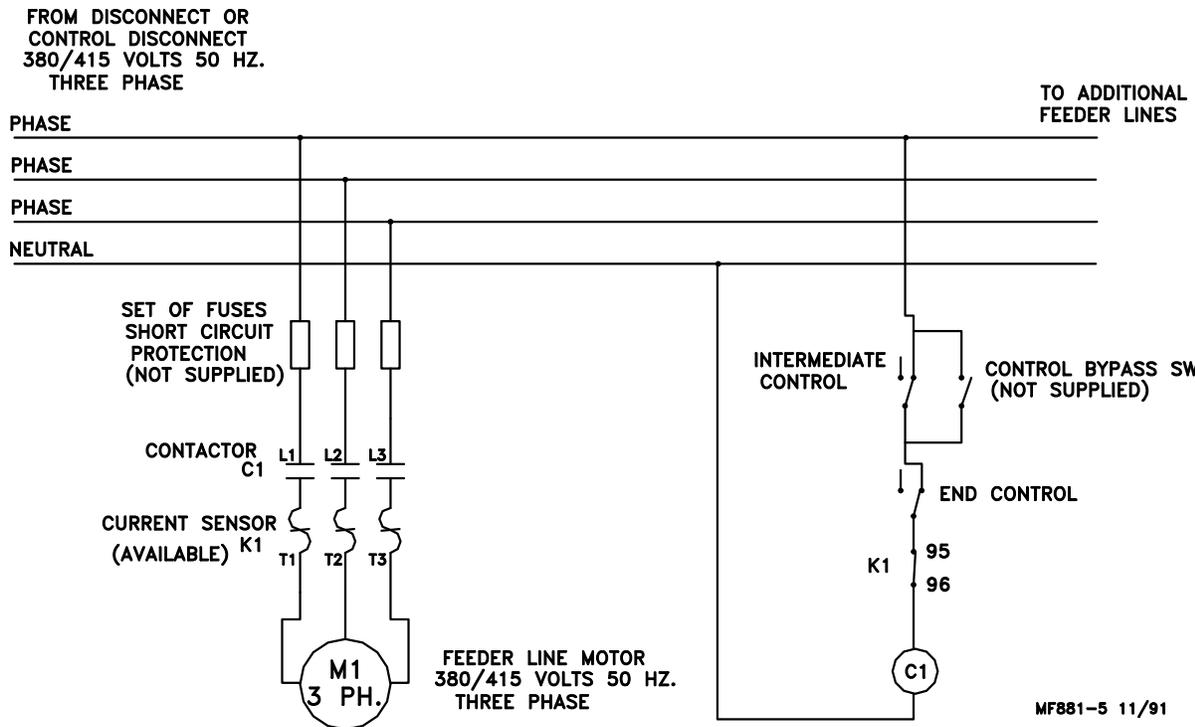 FROM DISCONNECT OR
CONTROL DISCONNECT
380/415 VOLTS 50 HZ.
THREE PHASE
TO ADDITIONAL
FEEDER LINES
PHASE
PHASE
PHASE
NEUTRAL
SET OF FUSES
SHORT CIRCUIT
PROTECTION
(NOT SUPPLIED)
INTERMEDIATE
CONTROL
CONTROL BYPASS SW
(NOT SUPPLIED)
CONTACTOR
C1
L1 L2 L3
END CONTROL
CURRENT SENSOR
(AVAILABLE) K1
T1 T2 T3
K1
95
96
M1
3 PH.
FEEDER LINE MOTOR
380/415 VOLTS 50 HZ.
THREE PHASE
C1
MF881-5 11/91